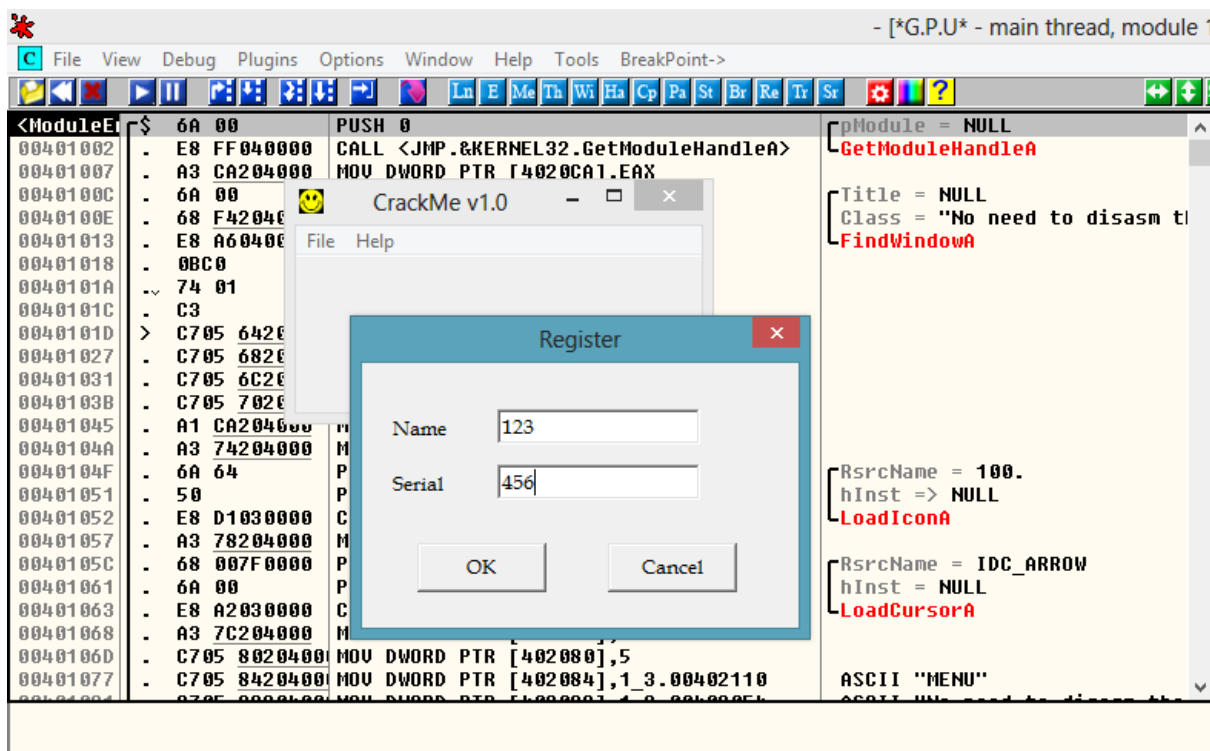 - [*G.P.U* - main thread, module 1
C File View Debug Plugins Options Window Help Tools BreakPoint->
Ln E Me Th Wi Ha Cp Pa St Br Re Tr Sr ?
<ModuleE $ 6A 00 PUSH 0 pModule = NULL
00401002 . E8 FF040000 CALL <JMP.&KERNEL32.GetModuleHandleA> GetModuleHandleA
00401007 . A3 CA204000 MOV DWORD PTR [4020CA],EAX
0040100C . 6A 00 Title = NULL
0040100E . 68 F4204 Class = "No need to disasm t
00401013 . E8 A6040 FindWindowA
00401018 . 0BC0
0040101A . 74 01
0040101C . C3
0040101D > C705 642
00401027 . C705 682
00401031 . C705 6C2
0040103B . C705 702
00401045 . A1 CA204000
0040104A . A3 74204000 M
0040104F . 6A 64 P RsrcName = 100.
00401051 . 50 P hInst => NULL
00401052 . E8 D1030000 C LoadIconA
00401057 . A3 78204000 M
0040105C . 68 007F0000 P RsrcName = IDC_ARROW
00401061 . 6A 00 P hInst = NULL
00401063 . E8 A2030000 C LoadCursorA
00401068 . A3 7C204000 M
0040106D . C705 8020400 MOV DWORD PTR [402080],5
00401077 . C705 8420400 MOV DWORD PTR [402084],1_3.00402110 ASCII "MENU"
CrackMe v1.0
File Help
Register
Name 123
Serial 456
OK Cancel